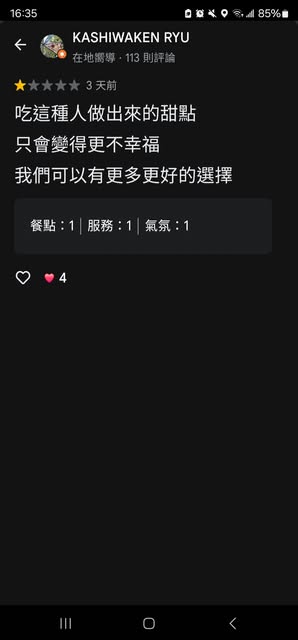 16:35
85%
KASHIWAKEN RYU
在地嚮導 · 113 則評論
3 天前
吃這種人做出來的甜點
只會變得更不幸福
我們可以有更多更好的選擇
餐點：1 | 服務：1 | 氣氛：1
4